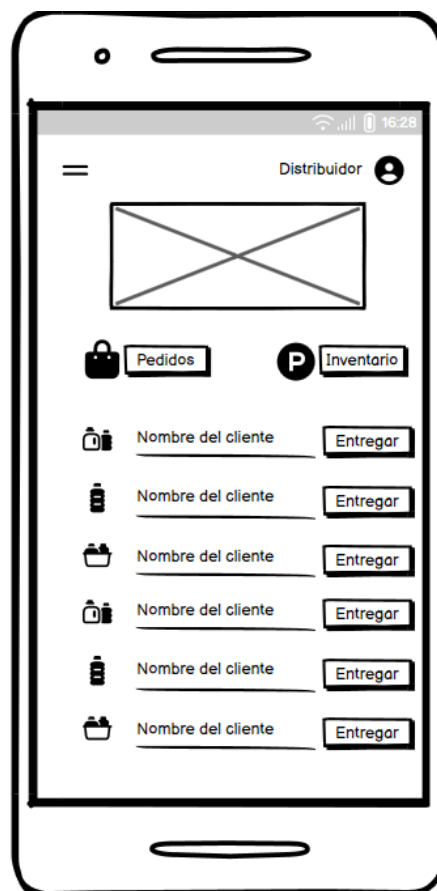 16:28
Distribuidor
Pedidos
P Inventario
Nombre del cliente Entregar
Nombre del cliente Entregar
Nombre del cliente Entregar
Nombre del cliente Entregar
Nombre del cliente Entregar
Nombre del cliente Entregar